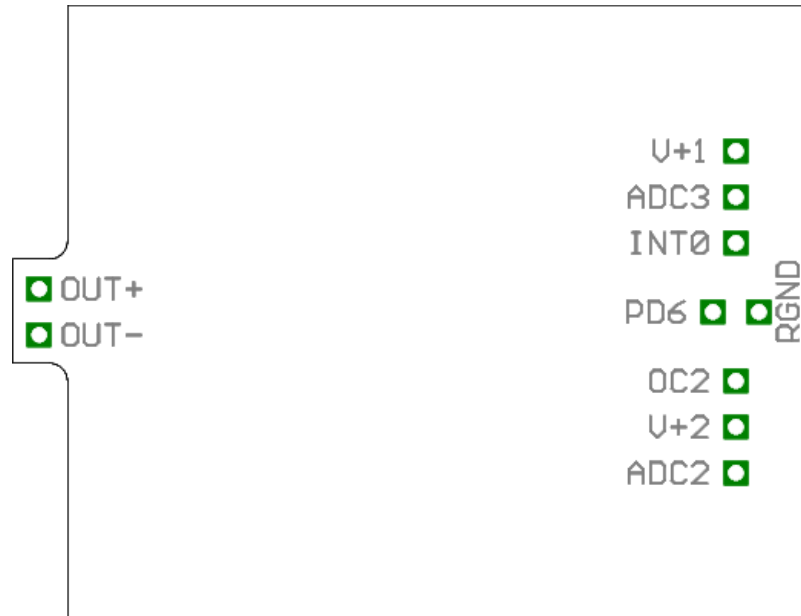 V+1
ADC3
INT0
OUT+
PD6
RGND
OUT-
OC2
V+2
ADC2